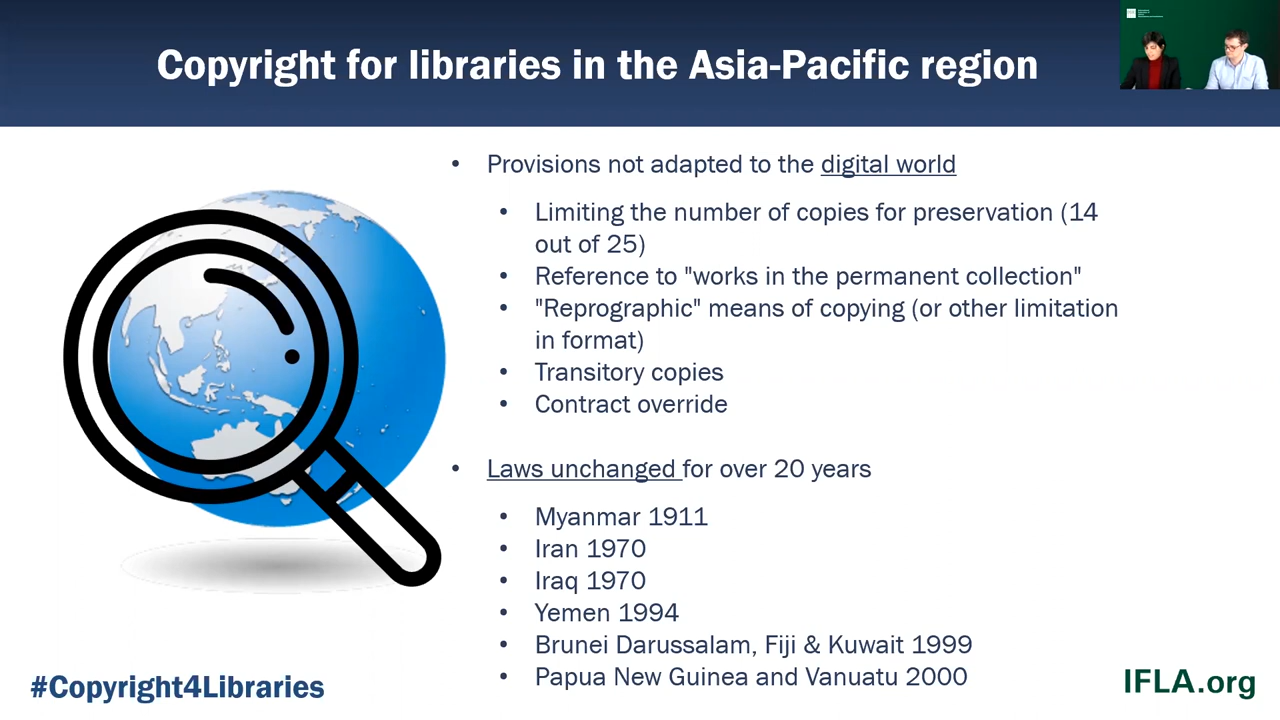 Copyright for libraries in the Asia-Pacific region
• Provisions not adapted to the digital world
• Limiting the number of copies for preservation (14
out of 25)
• Reference to "works in the permanent collection"
• "Reprographic" means of copying (or other limitation
in format)
• Transitory copies
• Contract override
• Laws unchanged for over 20 years
• Myanmar 1911
• Iran 1970
• Iraq 1970
• Yemen 1994
• Brunei Darussalam, Fiji & Kuwait 1999
• Papua New Guinea and Vanuatu 2000
#Copyright4Libraries
IFLA.org